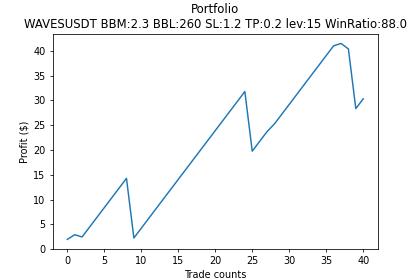 Portfolio
WAVESUSDT BBM:2.3 BBL:260 SL:1.2 TP:0.2 lev:15 WinRatio:88.0
Profit ($)
40
35
30
25
20
15
10
5
0
0 5 10 15 20 25 30 35 40
Trade counts